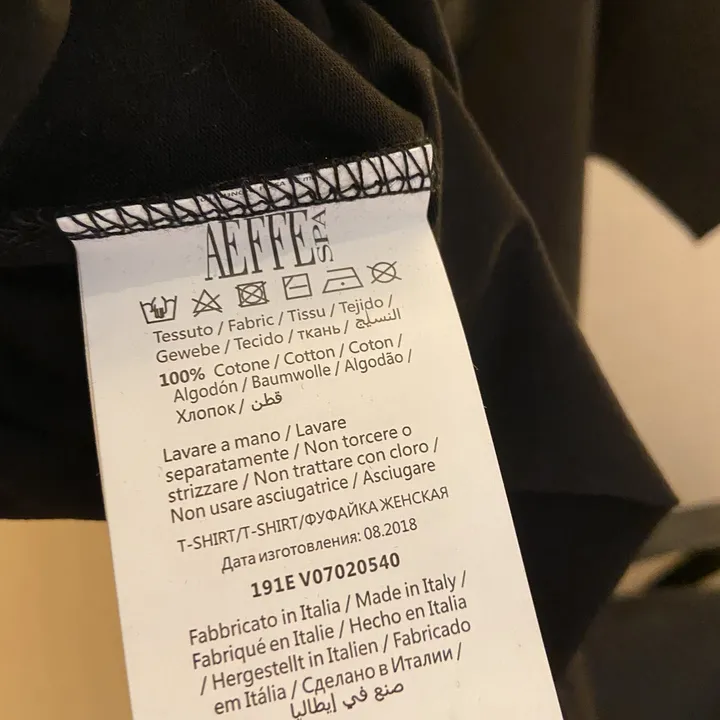 AEFFE SPA
Tessuto / Fabric / Tissu / Tejido /
Gewebe / Tecido / ткань / النسيج
100% Cotone / Cotton / Coton /
Algodón / Baumwolle / Algodão /
Хлопок / قطن
Lavare a mano / Lavare
separatamente / Non torcere o
strizzare / Non trattare con cloro /
Non usare asciugatrice / Asciugare
T-SHIRT/T-SHIRT/ФУФАЙКА ЖЕНСКАЯ
Дата изготовления: 08.2018
191E V07020540
Fabbricato in Italia / Made in Italy /
Fabriqué en Italie / Hecho en Italia
/ Hergestellt in Italien / Fabricado
em Itália / Сделано в Италии /
صنع في إيطاليا